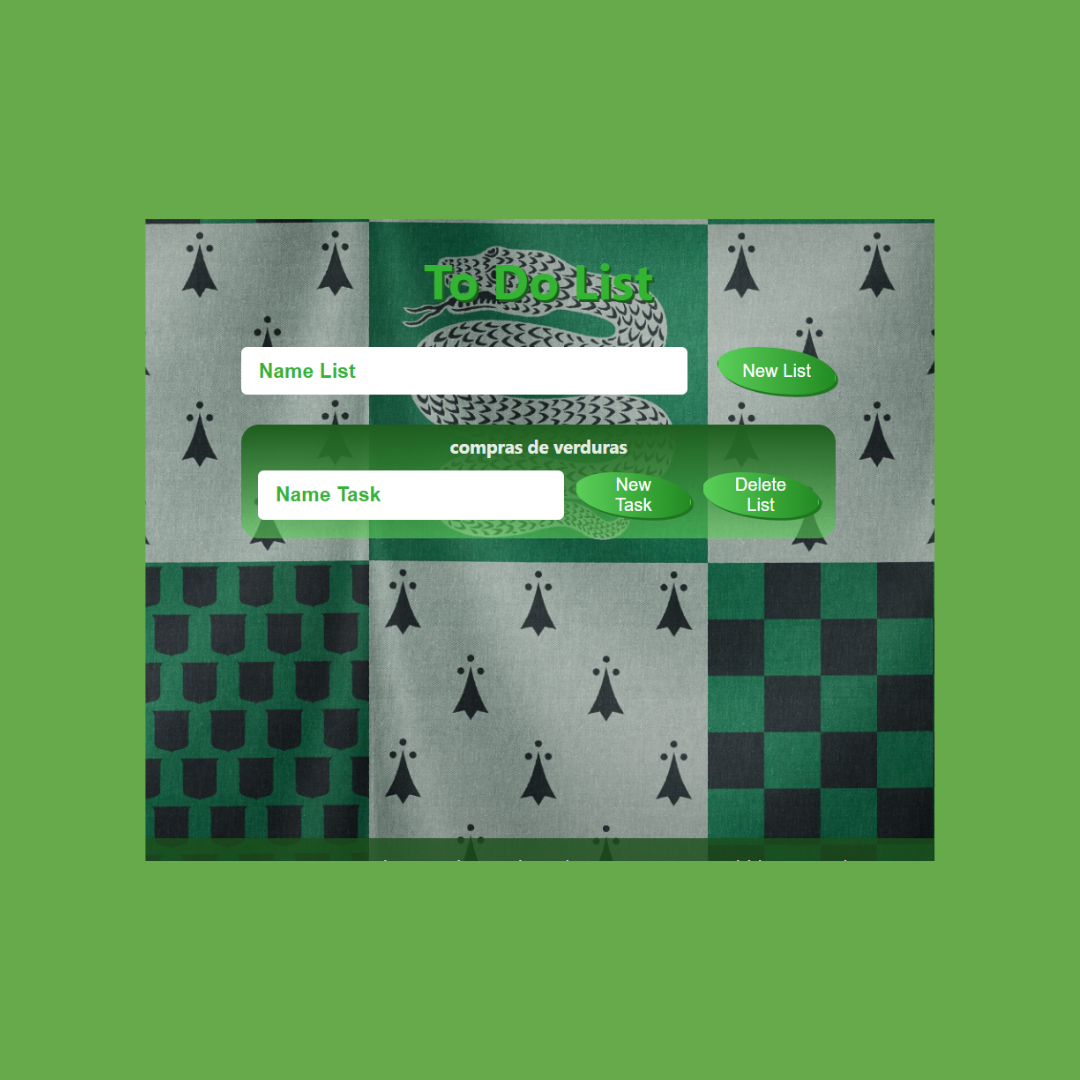 To Do List
Name List
New List
compras de verduras
Name Task
New
Task
Delete
List